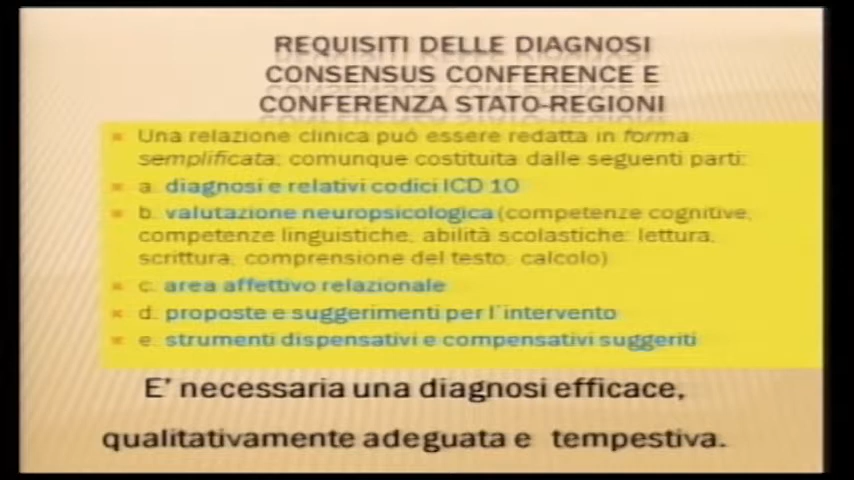 REQUISITI DELLE DIAGNOSI
CONSENSUS CONFERENCE E
CONFERENZA STATO-REGIONI
Una relazione clinica può essere redatta in forma
semplificata; comunque costituita dalle seguenti parti:
a. diagnosi e relativi codici ICD 10
b. valutazione neuropsicologica (competenze cognitive,
competenze linguistiche, abilità scolastiche: lettura,
scrittura, comprensione del testo, calcolo)
c. area affettivo relazionale
d. proposte e suggerimenti per l'intervento
e. strumenti dispensativi e compensativi suggeriti
E' necessaria una diagnosi efficace,
qualitativamente adeguata e tempestiva.